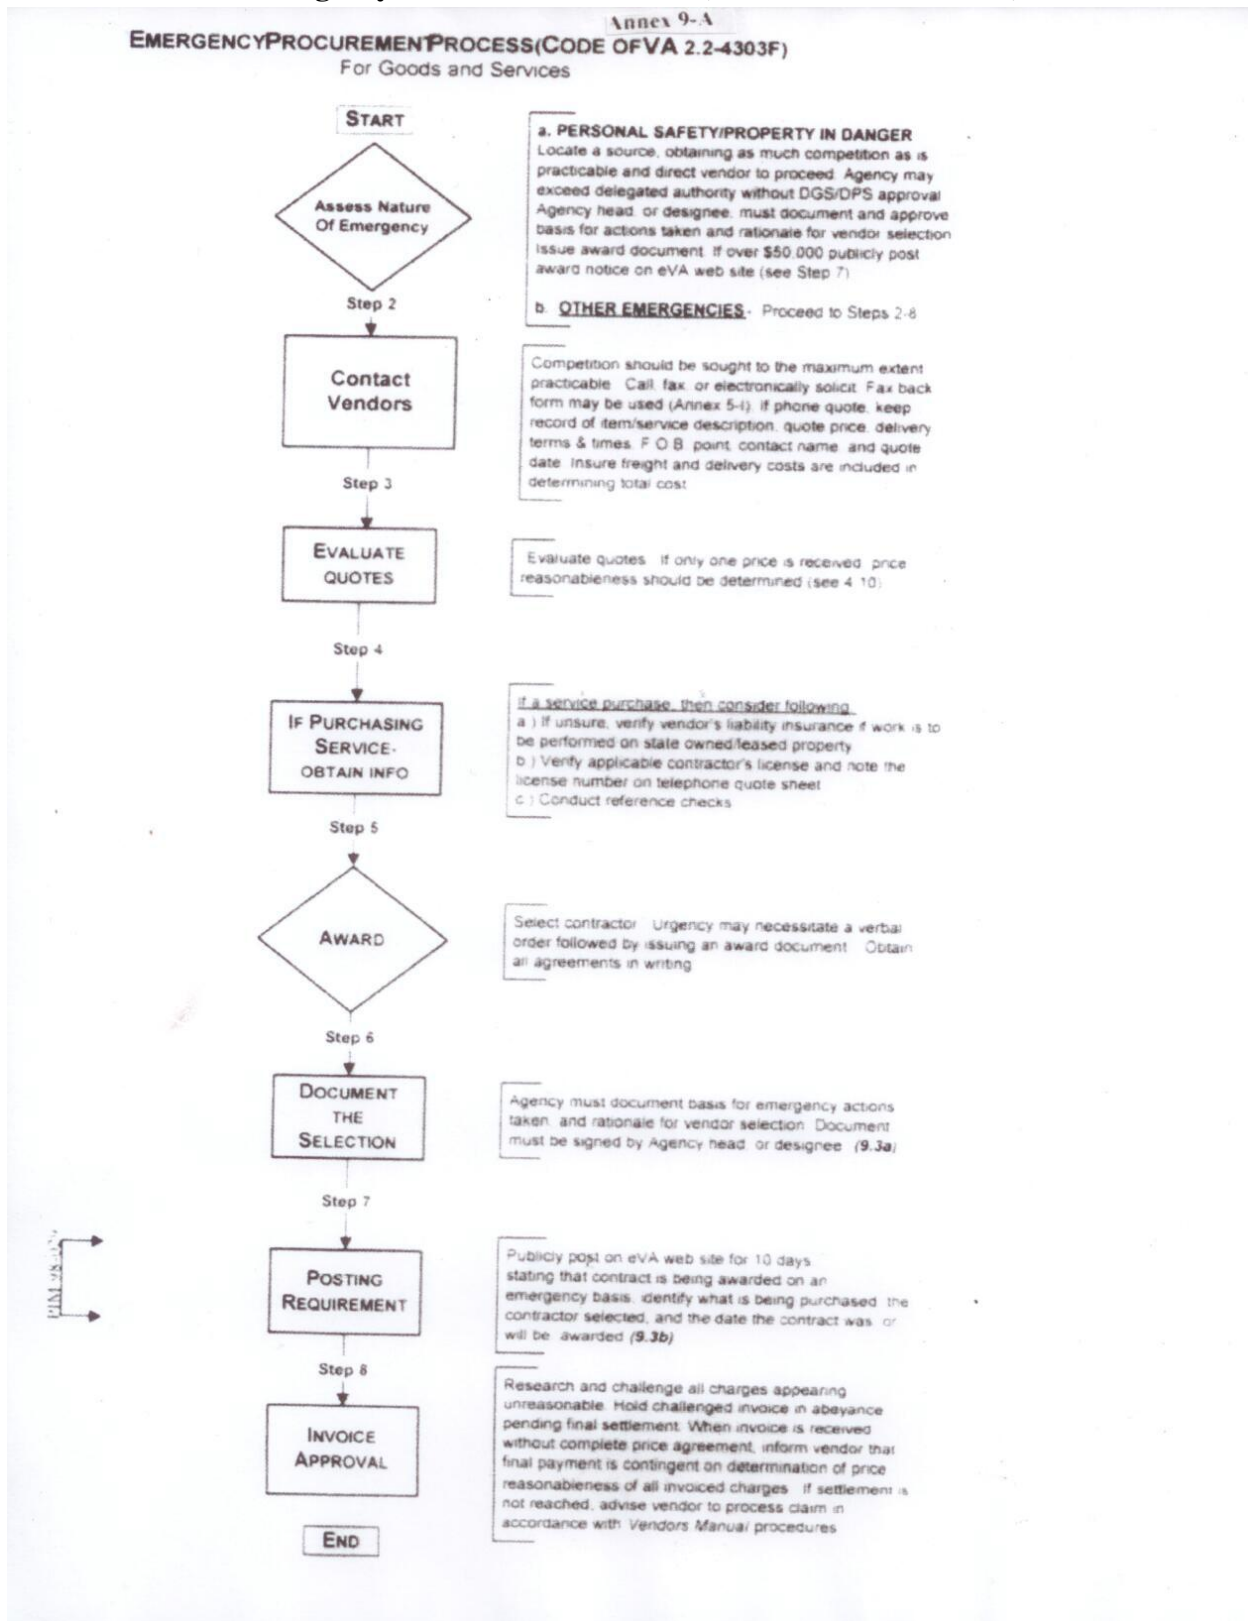 Annex 9-A
EMERGENCYPROCUREMENTPROCESS(CODE OFVA 2.2-4303F)
For Goods and Services
START
Assess Nature
Of Emergency
a. PERSONAL SAFETY/PROPERTY IN DANGER
Locate a source, obtaining as much competition as is
practicable and direct vendor to proceed. Agency may
exceed delegated authority without DGS/DPS approval
Agency head, or designee, must document and approve
basis for actions taken and rationale for vendor selection
Issue award document. If over $50,000 publicly post
award notice on eVA web site (see Step 7)
b. OTHER EMERGENCIES - Proceed to Steps 2-8
Step 2
Contact
Vendors
Competition should be sought to the maximum extent
practicable. Call, fax, or electronically solicit. Fax back
form may be used (Annex 5-I). If phone quote, keep
record of item/service description, quote price, delivery
terms & times, F O B point, contact name, and quote
date. Insure freight and delivery costs are included in
determining total cost
Step 3
EVALUATE
QUOTES
Evaluate quotes. If only one price is received, price
reasonableness should be determined (see 4.10)
Step 4
IF PURCHASING
SERVICE-
OBTAIN INFO
If a service purchase, then consider following
a.) If unsure, verify vendor's liability insurance if work is to
be performed on state owned/leased property
b.) Verify applicable contractor's license and note the
license number on telephone quote sheet
c.) Conduct reference checks
Step 5
AWARD
Select contractor. Urgency may necessitate a verbal
order followed by issuing an award document. Obtain
all agreements in writing
Step 6
DOCUMENT
THE
SELECTION
Agency must document basis for emergency actions
taken, and rationale for vendor selection. Document
must be signed by Agency head, or designee (9.3a)
Step 7
POSTING
REQUIREMENT
Publicly post on eVA web site for 10 days
stating that contract is being awarded on an
emergency basis, identify what is being purchased, the
contractor selected, and the date the contract was, or
will be, awarded (9.3b)
Step 8
INVOICE
APPROVAL
Research and challenge all charges appearing
unreasonable. Hold challenged invoice in abeyance
pending final settlement. When invoice is received
without complete price agreement, inform vendor that
final payment is contingent on determination of price
reasonableness of all invoiced charges. If settlement is
not reached, advise vendor to process claim in
accordance with Vendors Manual procedures
END